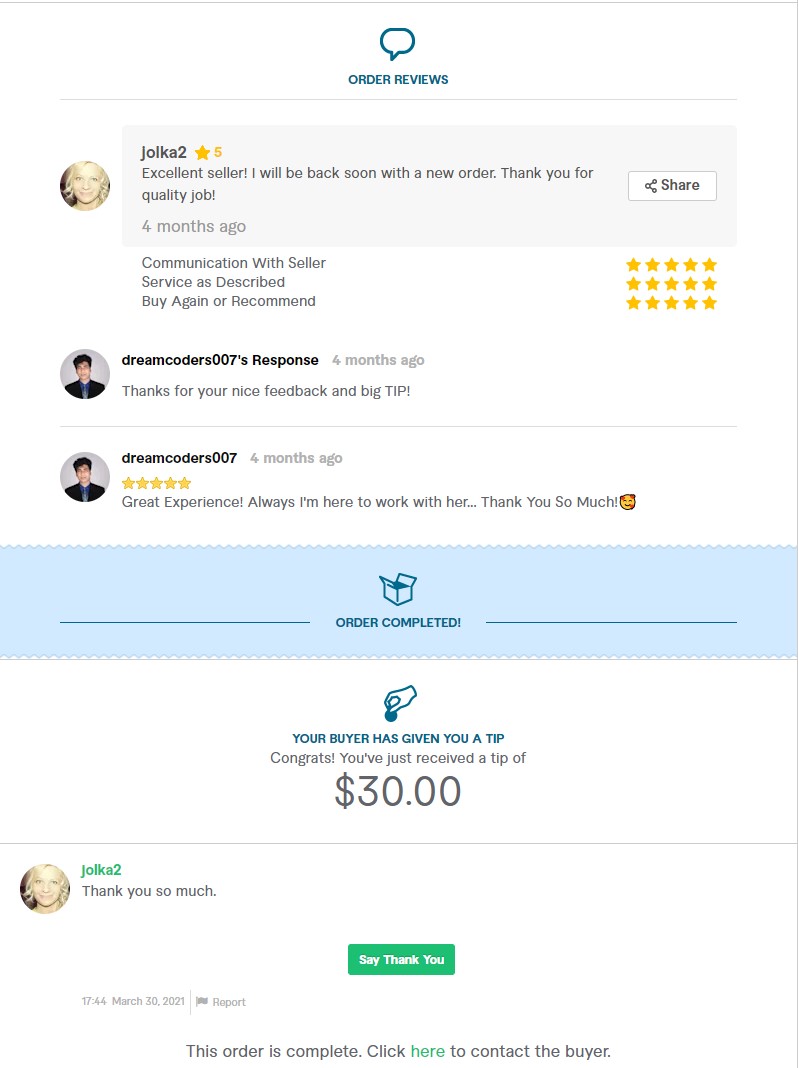 ORDER REVIEWS
jolka2 5
Excellent seller! I will be back soon with a new order. Thank you for
quality job!
Share
4 months ago
Communication With Seller
Service as Described
Buy Again or Recommend
dreamcoders007's Response 4 months ago
Thanks for your nice feedback and big TIP!
dreamcoders007 4 months ago
Great Experience! Always I'm here to work with her... Thank You So Much!🥰
ORDER COMPLETED!
YOUR BUYER HAS GIVEN YOU A TIP
Congrats! You've just received a tip of
$30.00
jolka2
Thank you so much.
Say Thank You
17:44 March 30, 2021 Report
This order is complete. Click here to contact the buyer.